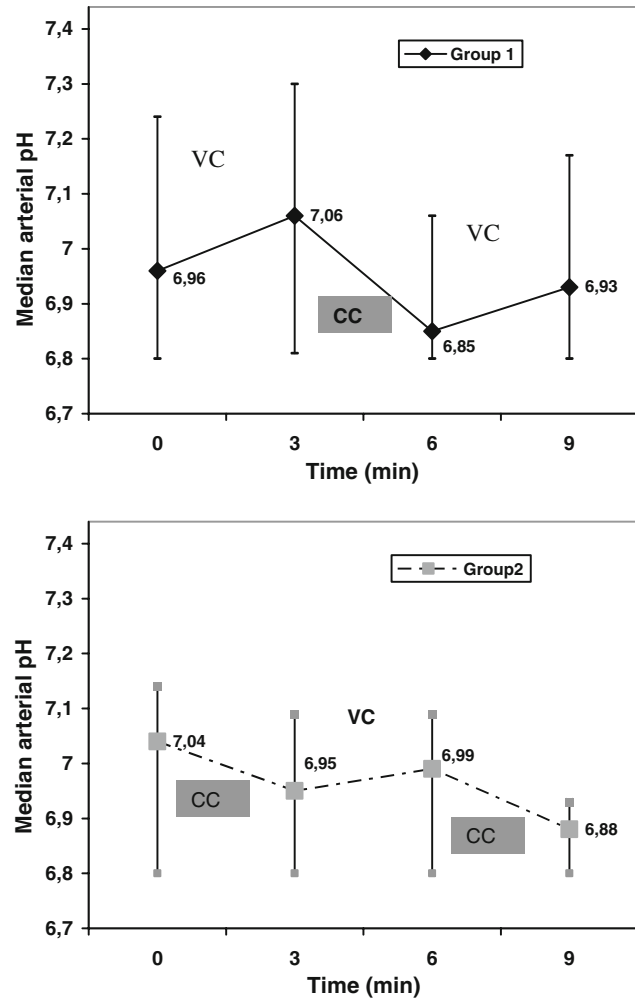 7,4
Group 1
7,3
7,2
VC
7,1
7,06
VC
7
6,96
6,93
6,9
CC
6,85
6,8
6,7
Median arterial pH
0 3 6 9
Time (min)
7,4
Group2
7,3
7,2
7,1
VC
7,04
6,99
7
6,95
CC
6,9
6,88
CC
6,8
6,7
Median arterial pH
0 3 6 9
Time (min)